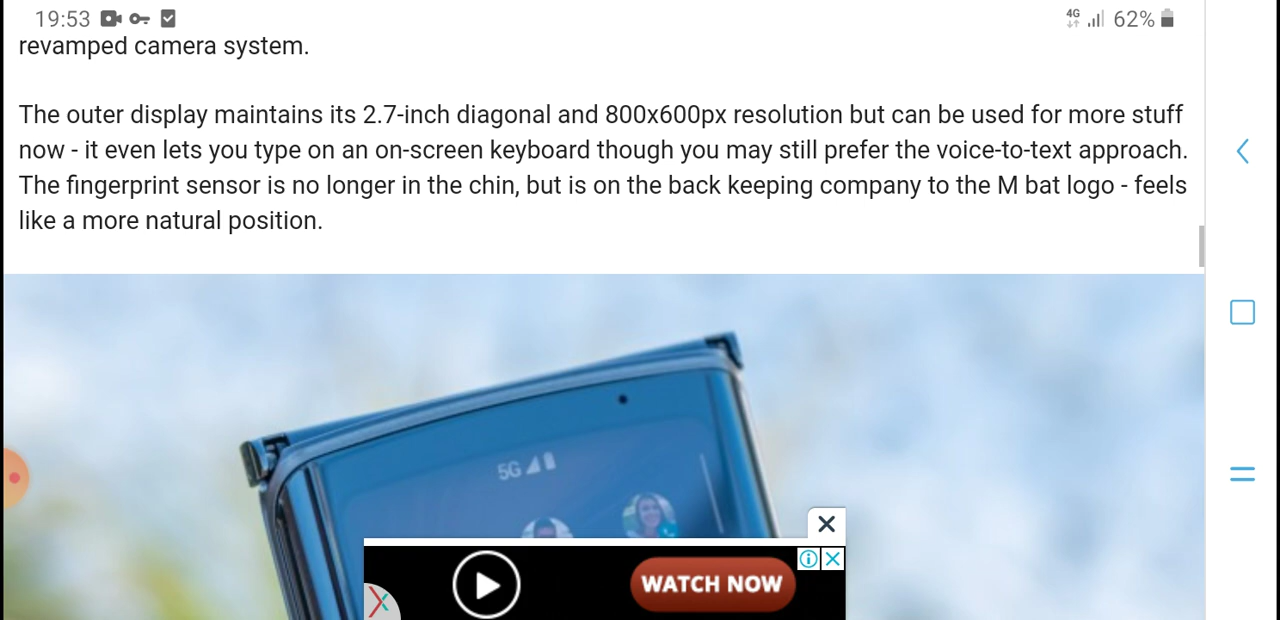 19:53
4G
62%
revamped camera system.
The outer display maintains its 2.7-inch diagonal and 800x600px resolution but can be used for more stuff
now - it even lets you type on an on-screen keyboard though you may still prefer the voice-to-text approach.
The fingerprint sensor is no longer in the chin, but is on the back keeping company to the M bat logo - feels
like a more natural position.
5G
WATCH NOW